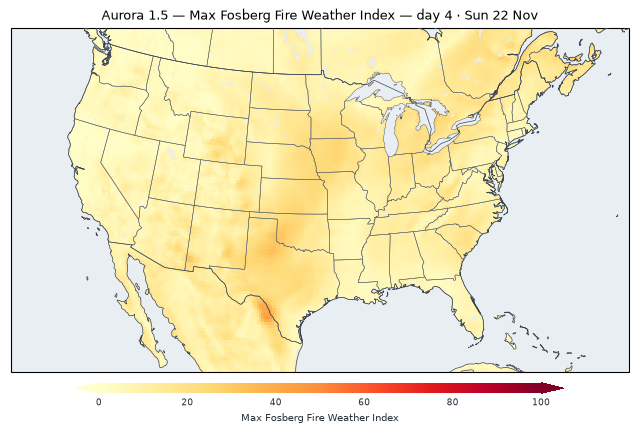 Aurora 1.5 — Max Fosberg Fire Weather Index — day 4 · Sun 22 Nov
0 20 40 60 80 100
Max Fosberg Fire Weather Index